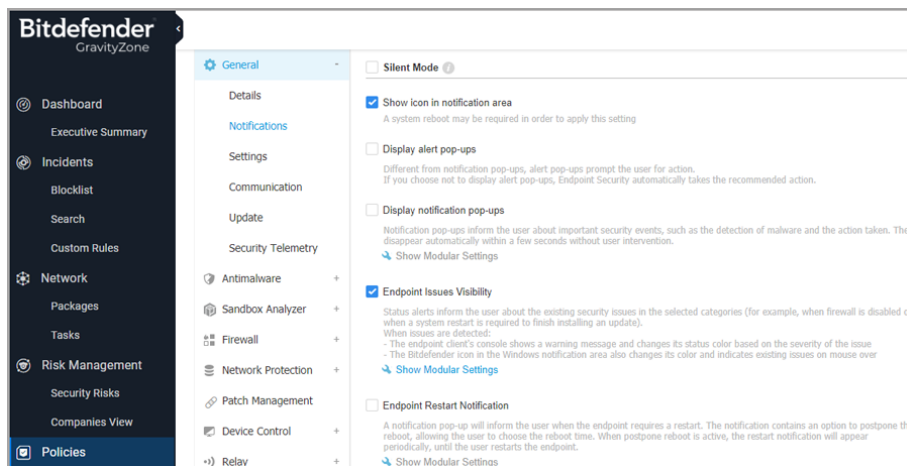 Bitdefender
GravityZone
Dashboard
Executive Summary
Incidents
Blocklist
Search
Custom Rules
Network
Packages
Tasks
Risk Management
Security Risks
Companies View
Policies
General
Details
Notifications
Settings
Communication
Update
Security Telemetry
Antimalware
Sandbox Analyzer
Firewall
Network Protection
Patch Management
Device Control
Relay
Silent Mode
Show icon in notification area
A system reboot may be required in order to apply this setting
Display alert pop-ups
Different from notification pop-ups, alert pop-ups prompt the user for action.
If you choose not to display alert pop-ups, Endpoint Security automatically takes the recommended action.
Display notification pop-ups
Notification pop-ups inform the user about important security events, such as the detection of malware and the action taken. The
disappear automatically within a few seconds without user intervention.
Show Modular Settings
Endpoint Issues Visibility
Status alerts inform the user about the existing security issues in the selected categories (for example, when firewall is disabled
when a system restart is required to finish installing an update).
When issues are detected:
- The endpoint client's console shows a warning message and changes its status color based on the severity of the issue
- The Bitdefender icon in the Windows notification area also changes its color and indicates existing issues on mouse over
Show Modular Settings
Endpoint Restart Notification
A notification pop-up will inform the user when the endpoint requires a restart. The notification contains an option to postpone
reboot, allowing the user to choose the reboot time. When postpone reboot is active, the restart notification will appear
periodically, until the user restarts the endpoint.
Show Modular Settings